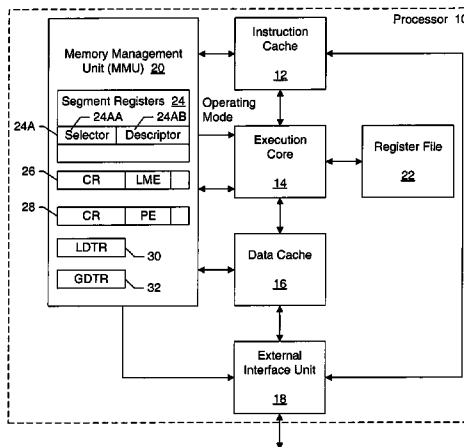 Processor 10
Memory Management
Unit (MMU) 20
Segment Registers 24
24AA
24AB
24A
Selector
Descriptor
Operating
Mode
26
CR
LME
28
CR
PE
LDTR
30
GDTR
32
Instruction
Cache
12
Execution
Core
14
Register File
22
Data Cache
16
External
Interface Unit
18